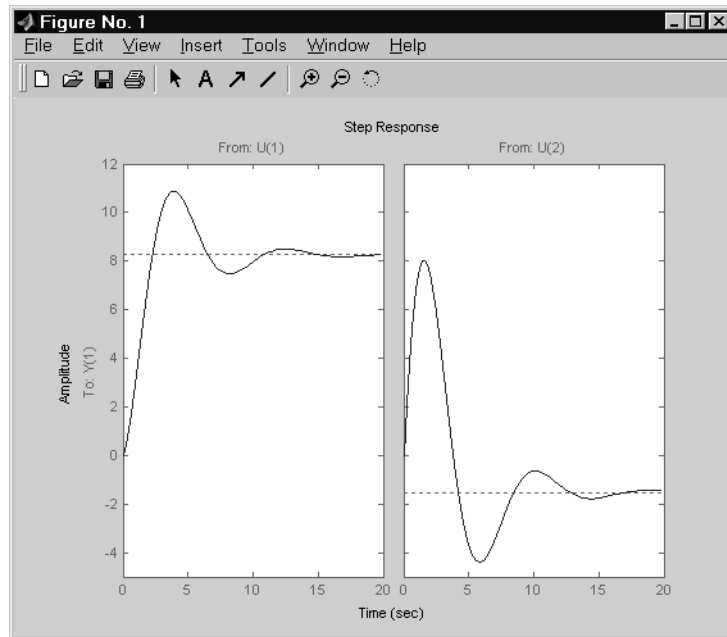 Figure No. 1
File Edit View Insert Tools Window Help
A
Step Response
From: U(1)
From: U(2)
Amplitude
To: Y(1)
12
10
8
6
4
2
0
-2
-4
0 5 10 15 20
0 5 10 15 20
Time (sec)